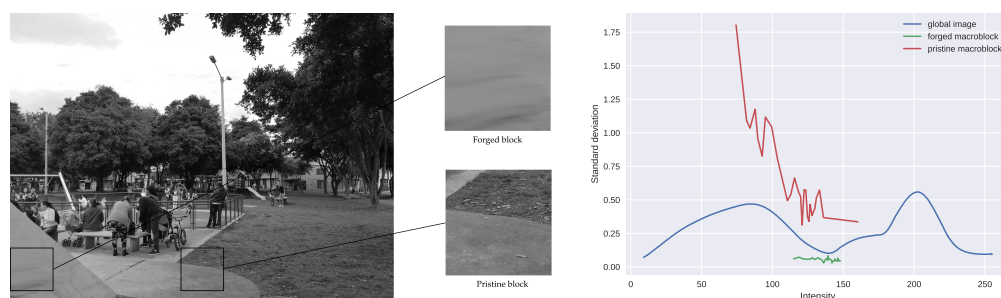 Forged block
Pristine block
Standard deviation
1.75
1.50
1.25
1.00
0.75
0.50
0.25
0.00
0
50
100
150
200
250
Intensity
global image
forged macroblock
pristine macroblock